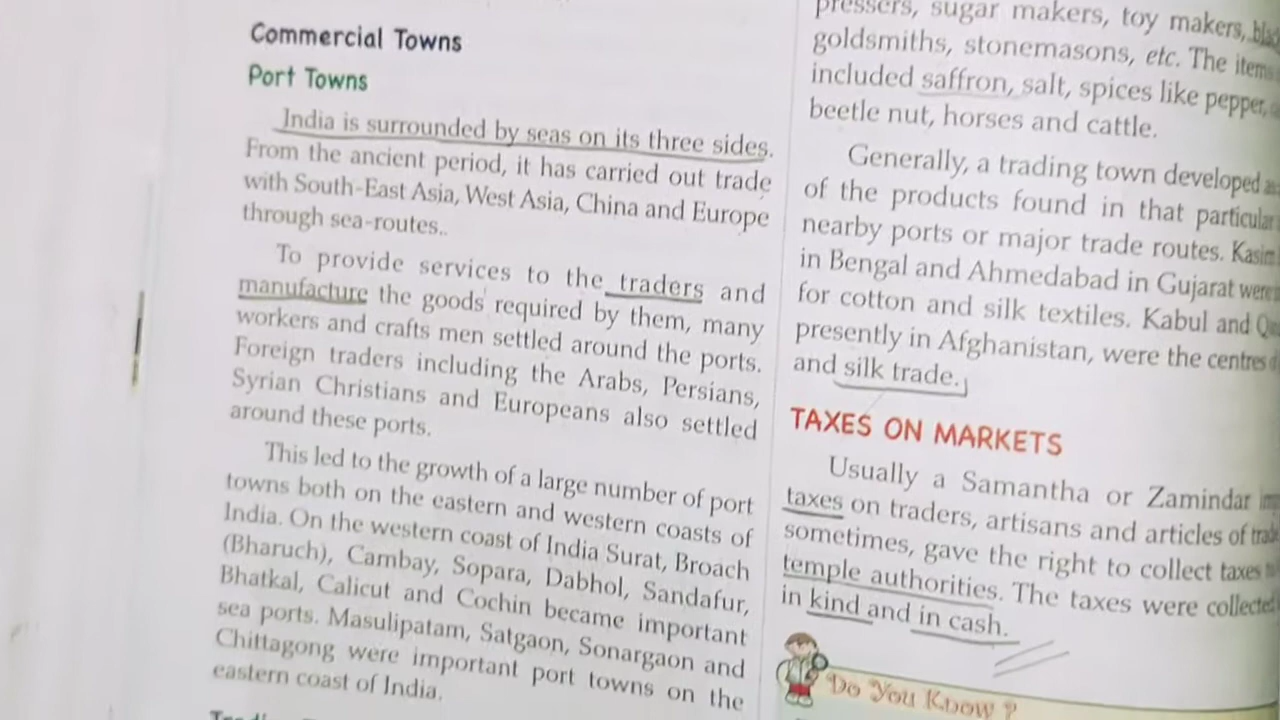 Commercial Towns
Port Towns
India is surrounded by seas on its three sides.
From the ancient period, it has carried out trade
with South-East Asia, West Asia, China and Europe
through sea-routes..
To provide services to the traders and
manufacture the goods required by them, many
workers and crafts men settled around the ports.
Foreign traders including the Arabs, Persians,
Syrian Christians and Europeans also settled
around these ports.
This led to the growth of a large number of port
towns both on the eastern and western coasts of
India. On the western coast of India Surat, Broach
(Bharuch), Cambay, Sopara, Dabhol, Sandafur,
Bhatkal, Calicut and Cochin became important
sea ports. Masulipatam, Satgaon, Sonargaon and
Chittagong were important port towns on the
eastern coast of India.
pressers, sugar makers, toy makers,
goldsmiths, stonemasons, etc. The items
included saffron, salt, spices like pepper,
beetle nut, horses and cattle.
Generally, a trading town developed
of the products found in that particular
nearby ports or major trade routes.
in Bengal and Ahmedabad in Gujarat were
for cotton and silk textiles. Kabul and
presently in Afghanistan, were the centres
and silk trade.
TAXES ON MARKETS
Usually a Samantha or Zamindar
taxes on traders, artisans and articles of trade
sometimes, gave the right to collect taxes
temple authorities. The taxes were collected
in kind and in cash.
Do You Know ?